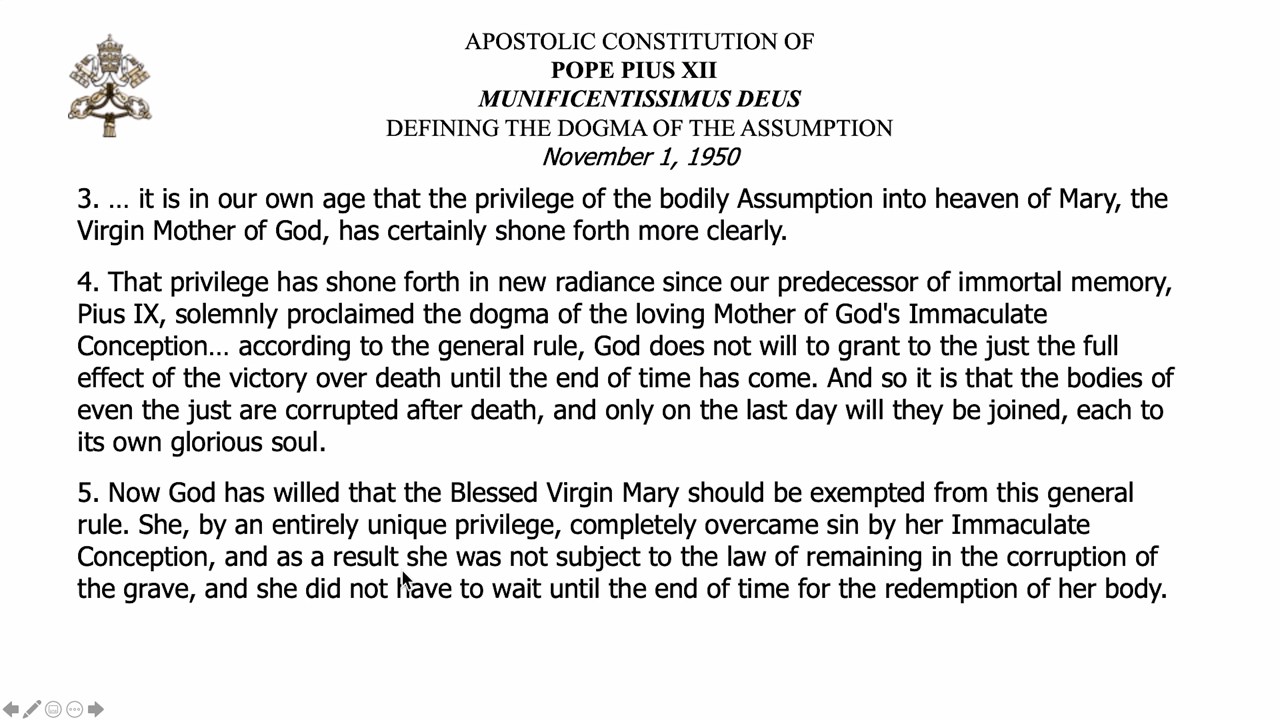 APOSTOLIC CONSTITUTION OF
POPE PIUS XII
MUNIFICENTISSIMUS DEUS
DEFINING THE DOGMA OF THE ASSUMPTION
November 1, 1950
3. … it is in our own age that the privilege of the bodily Assumption into heaven of Mary, the
Virgin Mother of God, has certainly shone forth more clearly.
4. That privilege has shone forth in new radiance since our predecessor of immortal memory,
Pius IX, solemnly proclaimed the dogma of the loving Mother of God's Immaculate
Conception… according to the general rule, God does not will to grant to the just the full
effect of the victory over death until the end of time has come. And so it is that the bodies of
even the just are corrupted after death, and only on the last day will they be joined, each to
its own glorious soul.
5. Now God has willed that the Blessed Virgin Mary should be exempted from this general
rule. She, by an entirely unique privilege, completely overcame sin by her Immaculate
Conception, and as a result she was not subject to the law of remaining in the corruption of
the grave, and she did not have to wait until the end of time for the redemption of her body.